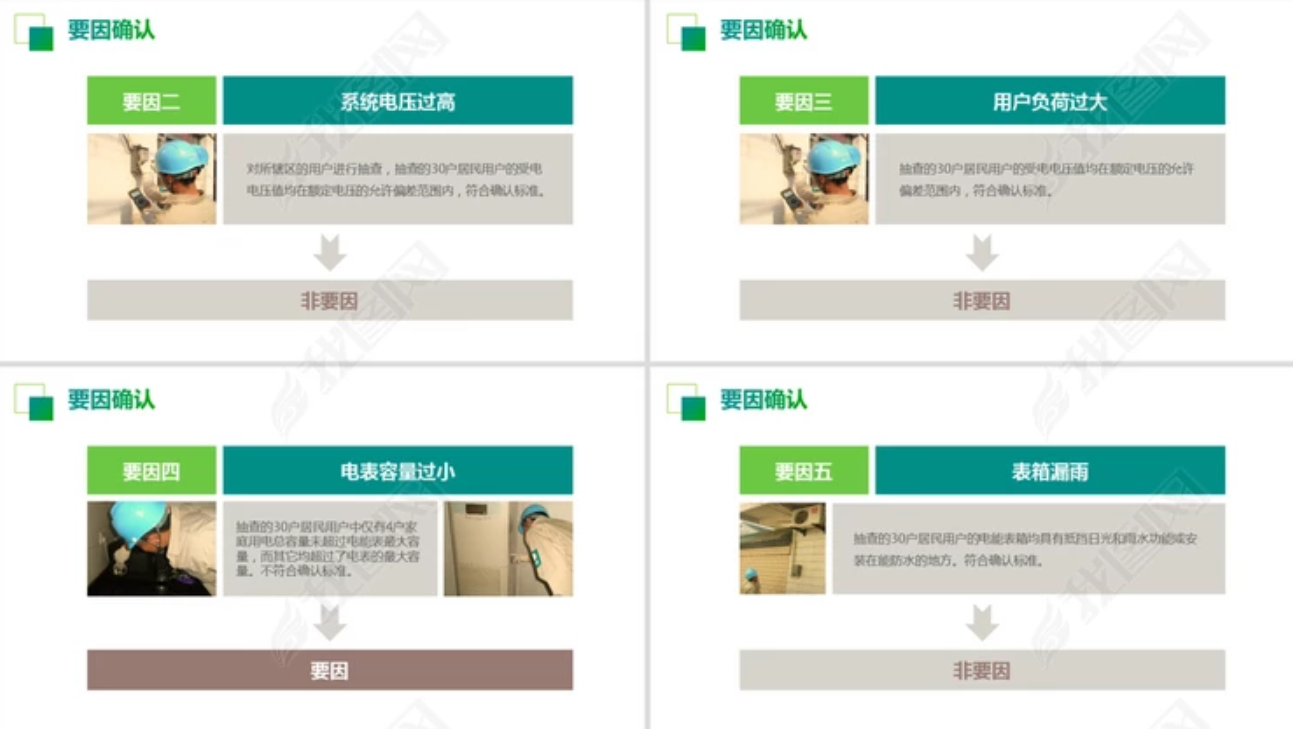 要因确认
要因二
系统电压过高
对所辖区的用户进行抽查，抽查的30户居民用户的受电
电压值均在额定电压的允许偏差范围内，符合确认标准。
非要因
要因确认
要因三
用户负荷过大
抽查的30户居民用户的受电电压值均在额定电压的允许
偏差范围内，符合确认标准。
非要因
要因确认
要因四
电表容量过小
抽查的30户居民用户中仅有4户家
庭用电总容量未超过电能表最大容
量，而其它均超过了电表的最大容
量。不符合确认标准。
要因
要因确认
要因五
表箱漏雨
抽查的30户居民用户的电能表箱均具有抵挡日光和雨水功能或安
装在能防水的地方。符合确认标准。
非要因